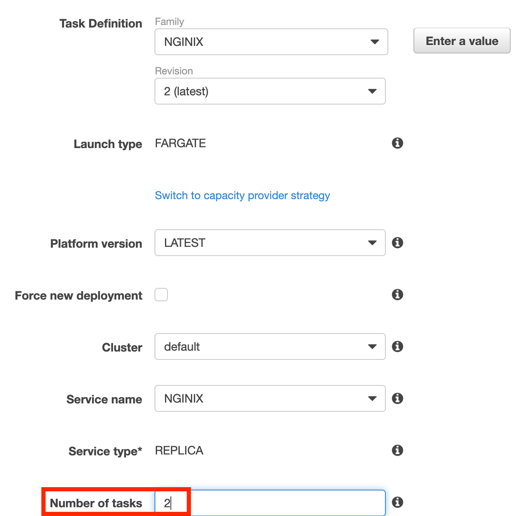 Task Definition
Family
NGINIX
Enter a value
Revision
2 (latest)
Launch type FARGATE
Switch to capacity provider strategy
Platform version LATEST
Force new deployment
Cluster default
Service name NGINIX
Service type* REPLICA
Number of tasks 2